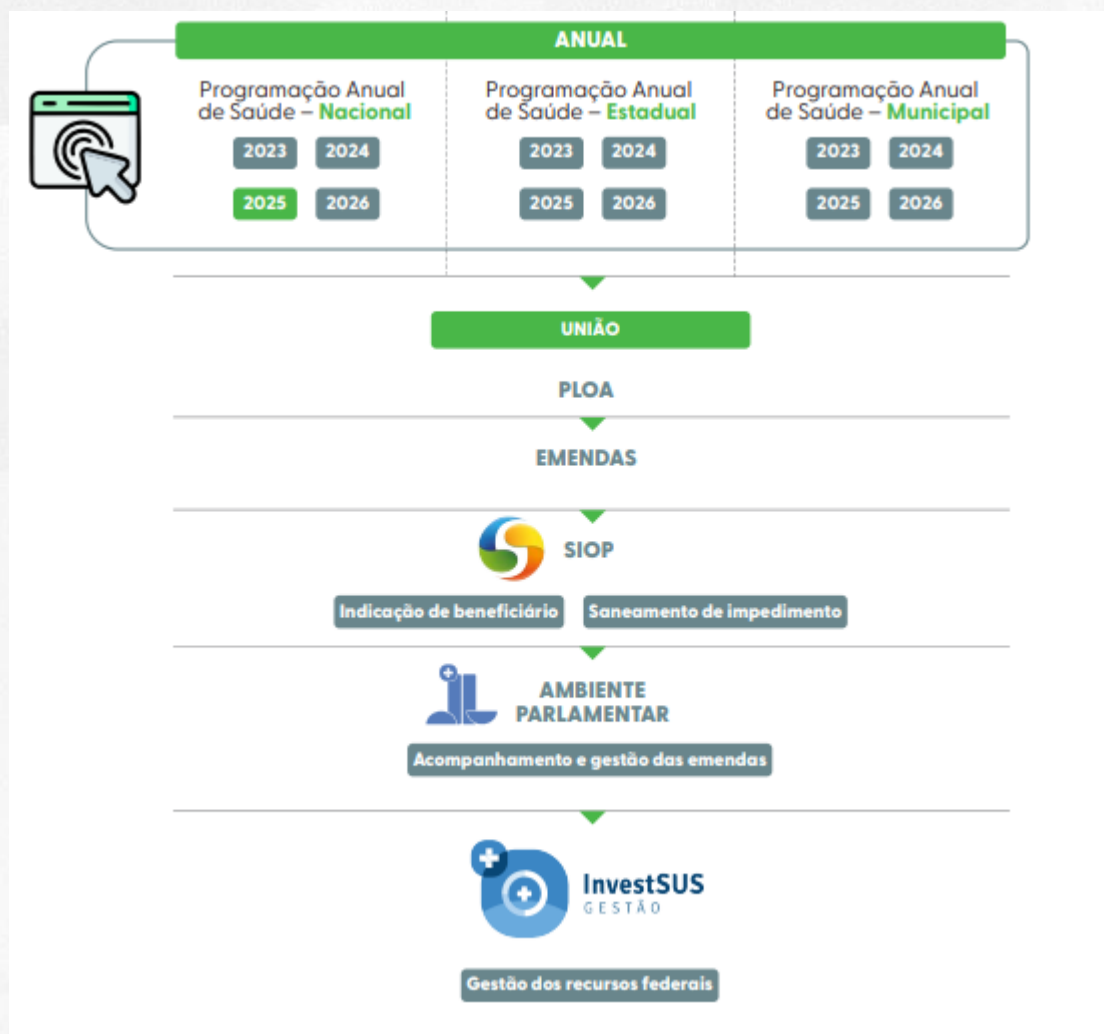 ANUAL
Programação Anual
de Saúde – Nacional
2023 2024
2025 2026
Programação Anual
de Saúde – Estadual
2023 2024
2025 2026
Programação Anual
de Saúde – Municipal
2023 2024
2025 2026
UNIÃO
PLOA
EMENDAS
SIOP
Indicação de beneficiário
Saneamento de impedimento
AMBIENTE
PARLAMENTAR
Acompanhamento e gestão das emendas
InvestSUS
GESTÃO
Gestão dos recursos federais